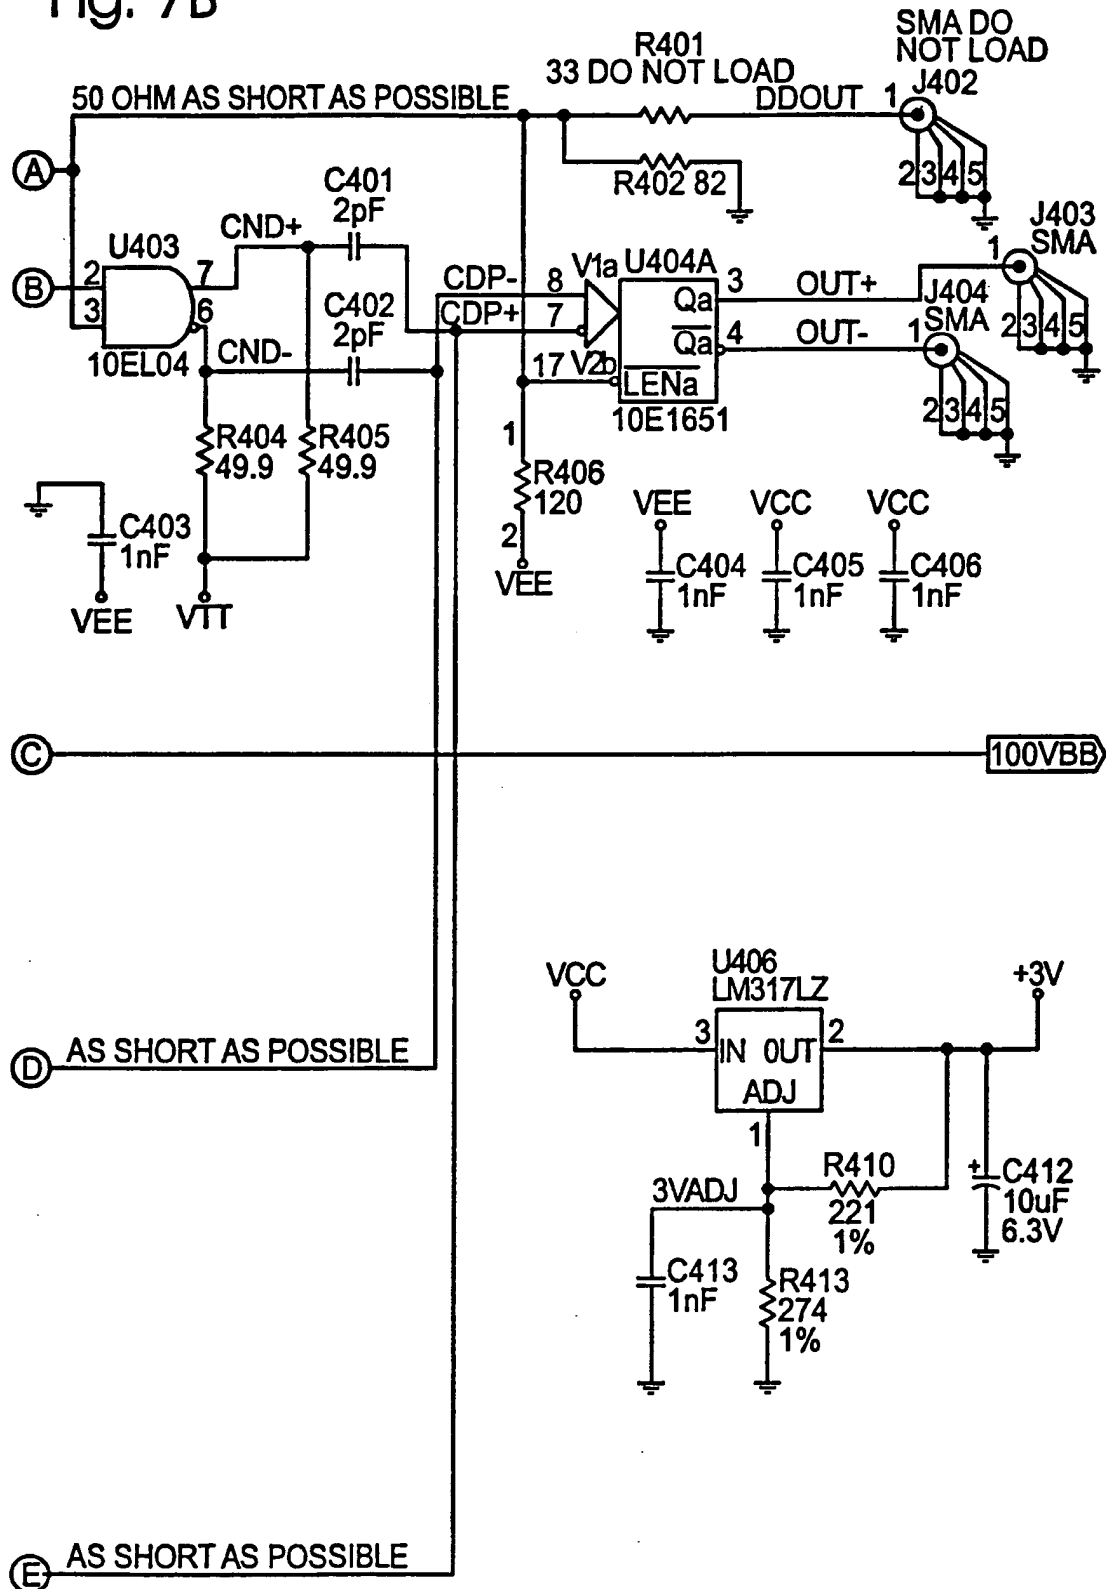 Fig. 7B
SMA DO
NOT LOAD
J402
R401
33 DO NOT LOAD
50 OHM AS SHORT AS POSSIBLE
DDOUT
1
A
R402 82
2 3 4 5
C401
2pF
CND+
U403
J403
SMA
1
B
2
3
7
6
10EL04
C402
2pF
CND-
CDP-
8
CDP+
7
V1a
U404A
Qa
3
OUT+
J404
SMA
1
Qa
4
OUT-
2 3 4 5
17
V2b
LENa
10E1651
2 3 4 5
R404
49.9
R405
49.9
1
R406
120
2
VEE
C403
1nF
VEE
VTT
VEE
C404
1nF
VCC
C405
1nF
VCC
C406
1nF
C
100VBB
VCC
U406
LM317LZ
+3V
3
IN
OUT
2
ADJ
1
D
AS SHORT AS POSSIBLE
3VADJ
R410
221
1%
+
C412
10uF
6.3V
C413
1nF
R413
274
1%
E
AS SHORT AS POSSIBLE